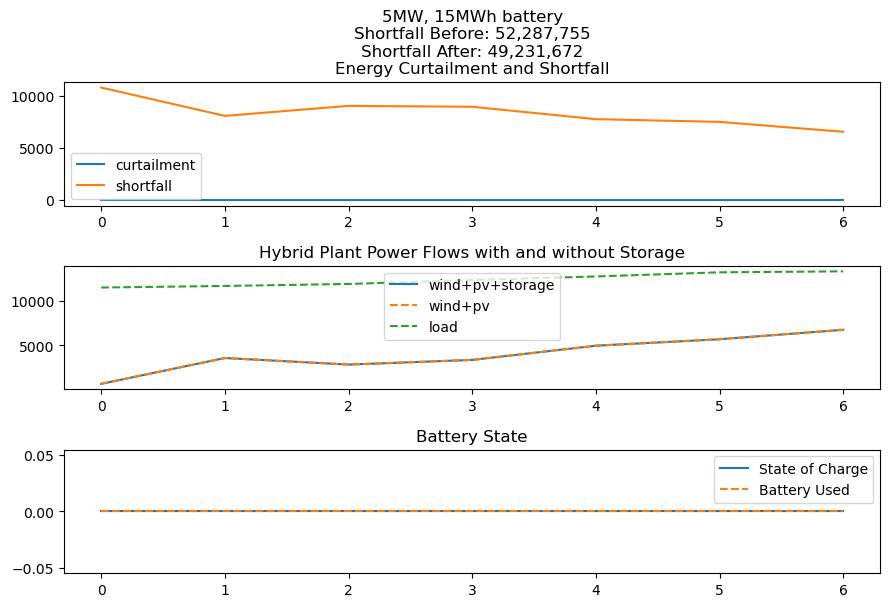 5MW, 15MWh battery
Shortfall Before: 52,287,755
Shortfall After: 49,231,672
Energy Curtailment and Shortfall
10000
5000
0
curtailment
shortfall
0 1 2 3 4 5 6
Hybrid Plant Power Flows with and without Storage
10000
5000
wind+pv+storage
wind+pv
load
0 1 2 3 4 5 6
Battery State
0.05
0.00
−0.05
State of Charge
Battery Used
0 1 2 3 4 5 6